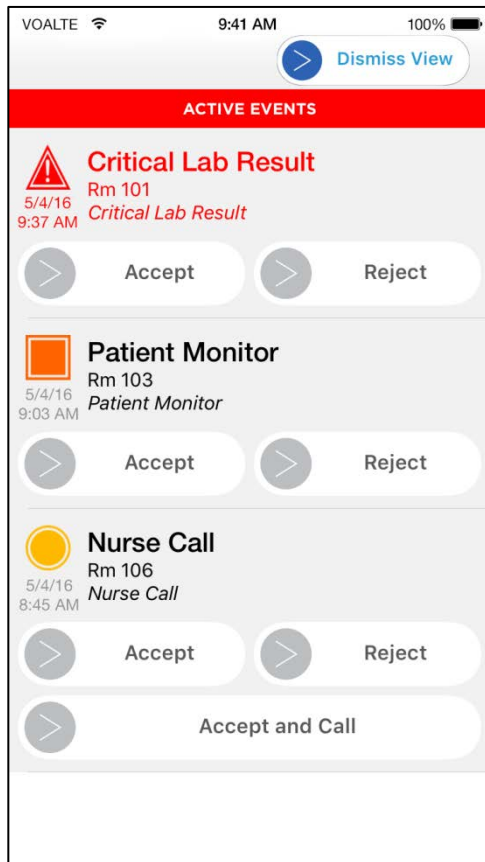 VOALTE 9:41 AM 100%
Dismiss View
ACTIVE EVENTS
Critical Lab Result
Rm 101
5/4/16
9:37 AM
Critical Lab Result
Accept Reject
Patient Monitor
Rm 103
5/4/16
9:03 AM
Patient Monitor
Accept Reject
Nurse Call
Rm 106
5/4/16
8:45 AM
Nurse Call
Accept Reject
Accept and Call